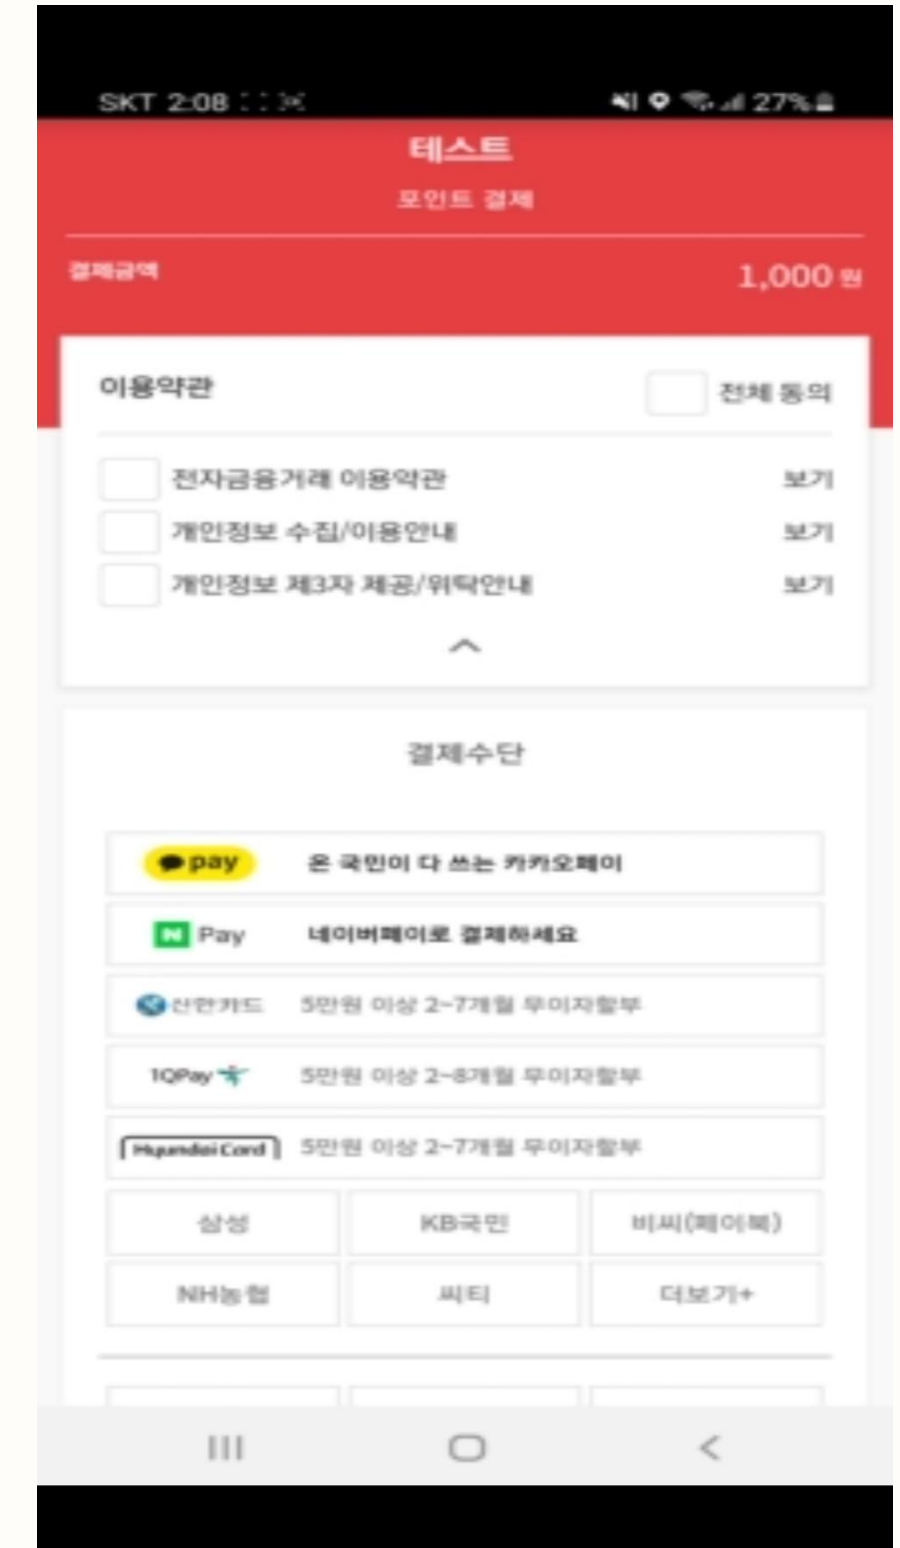 SKT 2:08
27%
테스트
포인트 결제
결제금액 1,000 원
이용약관 전체 동의
전자금융거래 이용약관 보기
개인정보 수집/이용안내 보기
개인정보 제3자 제공/위탁안내 보기
결제수단
pay 온 국민이 다 쓰는 카카오페이
N Pay 네이버페이로 결제하세요
신한카드 5만원 이상 2~7개월 무이자할부
1QPay 5만원 이상 2~8개월 무이자할부
Hyundai Card 5만원 이상 2~7개월 무이자할부
삼성 KB국민 비씨(페이북)
NH농협 씨티 더보기+